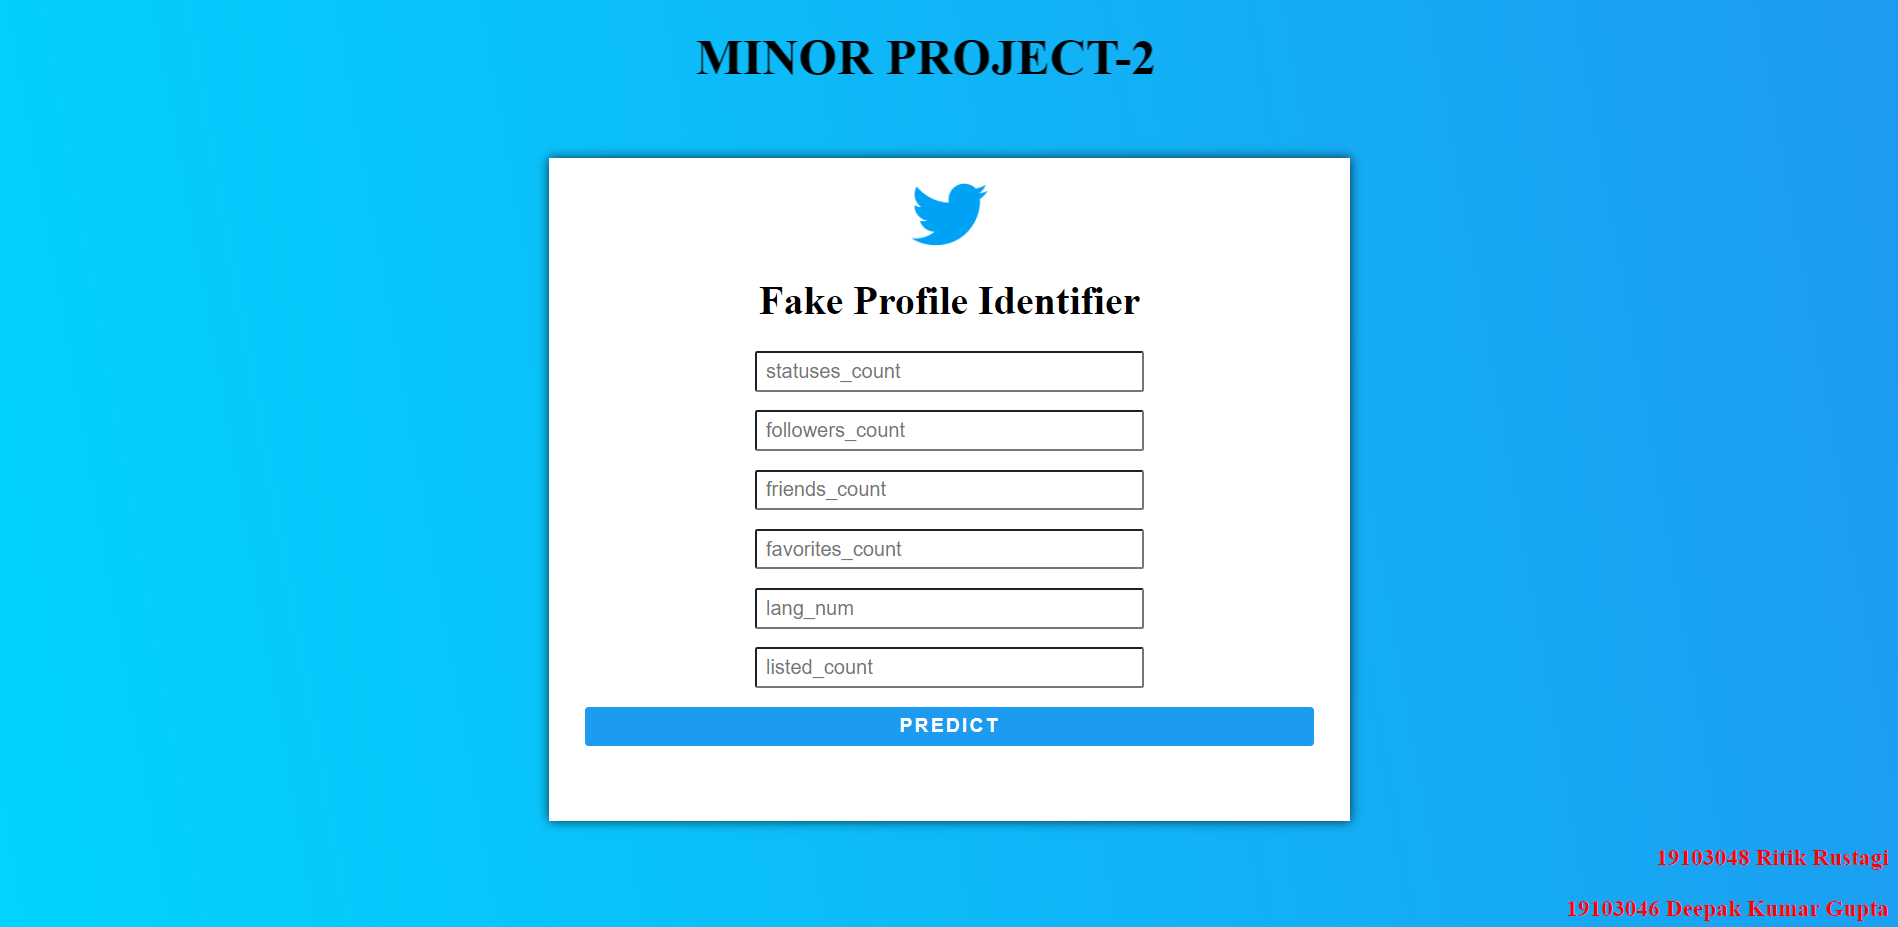 MINOR PROJECT-2
Fake Profile Identifier
statuses_count
followers_count
friends_count
favorites_count
lang_num
listed_count
PREDICT
19103048 Ritik Rustagi
19103046 Deepak Kumar Gupta